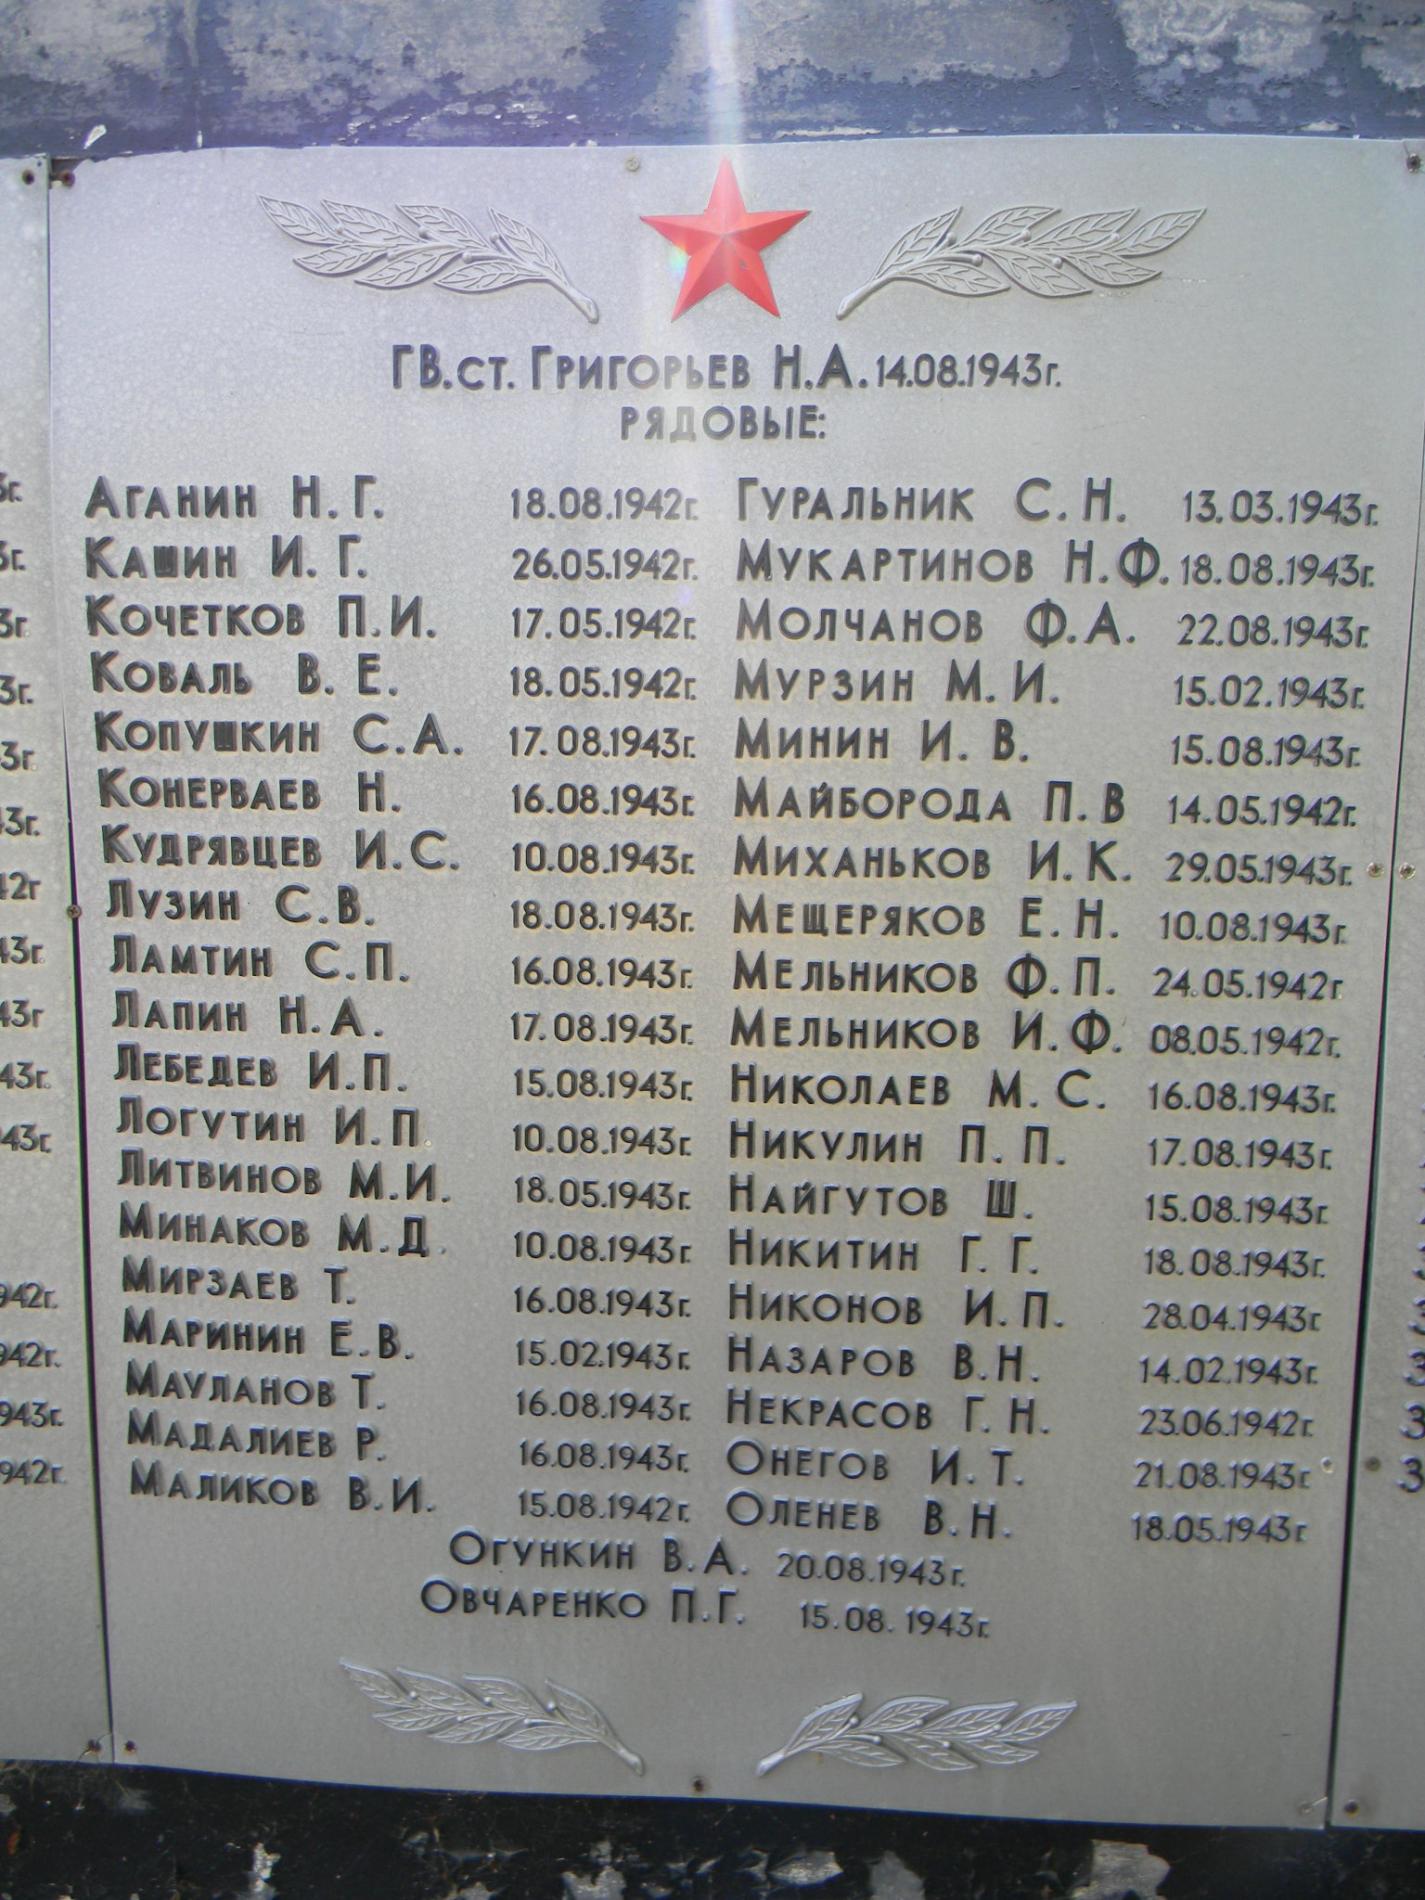 ГВ.ст. Григорьев Н.А. 14.08.1943г.
РЯДОВЫЕ:
Аганин Н.Г. 18.08.1942г.
Кашин И.Г. 26.05.1942г.
Кочетков П.И. 17.05.1942г.
Коваль В.Е. 18.05.1942г.
Копушкин С.А. 17.08.1943г.
Конерваев Н. 16.08.1943г.
Кудрявцев И.С. 10.08.1943г.
Лузин С.В. 18.08.1943г.
Ламтин С.П. 16.08.1943г.
Лапин Н.А. 17.08.1943г.
Лебедев И.П. 15.08.1943г.
Логутин И.П. 10.08.1943г.
Литвинов М.И. 18.05.1943г.
Минаков М.Д. 10.08.1943г
Мирзаев Т. 16.08.1943г.
Маринин Е.В. 15.02.1943г.
Мауланов Т. 16.08.1943г.
Мадалиев Р. 16.08.1943г.
Маликов В.И. 15.08.1942г.
Гуральник С.Н. 13.03.1943г.
Мукартинов Н.Ф. 18.08.1943г.
Молчанов Ф.А. 22.08.1943г.
Мурзин М.И. 15.02.1943г.
Минин И.В. 15.08.1943г.
Майборода П.В 14.05.1942г.
Миханьков И.К. 29.05.1943г.
Мещеряков Е.Н. 10.08.1943г.
Мельников Ф.П. 24.05.1942г
Мельников И.Ф. 08.05.1942г.
Николаев М.С. 16.08.1943г.
Никулин П.П. 17.08.1943г.
Найгутов Ш. 15.08.1943г.
Никитин Г.Г. 18.08.1943г.
Никонов И.П. 28.04.1943г
Назаров В.Н. 14.02.1943г.
Некрасов Г.Н. 23.06.1942г.
Онегов И.Т. 21.08.1943г
Оленев В.Н. 18.05.1943г
Огункин В.А. 20.08.1943г.
Овчаренко П.Г. 15.08.1943г.